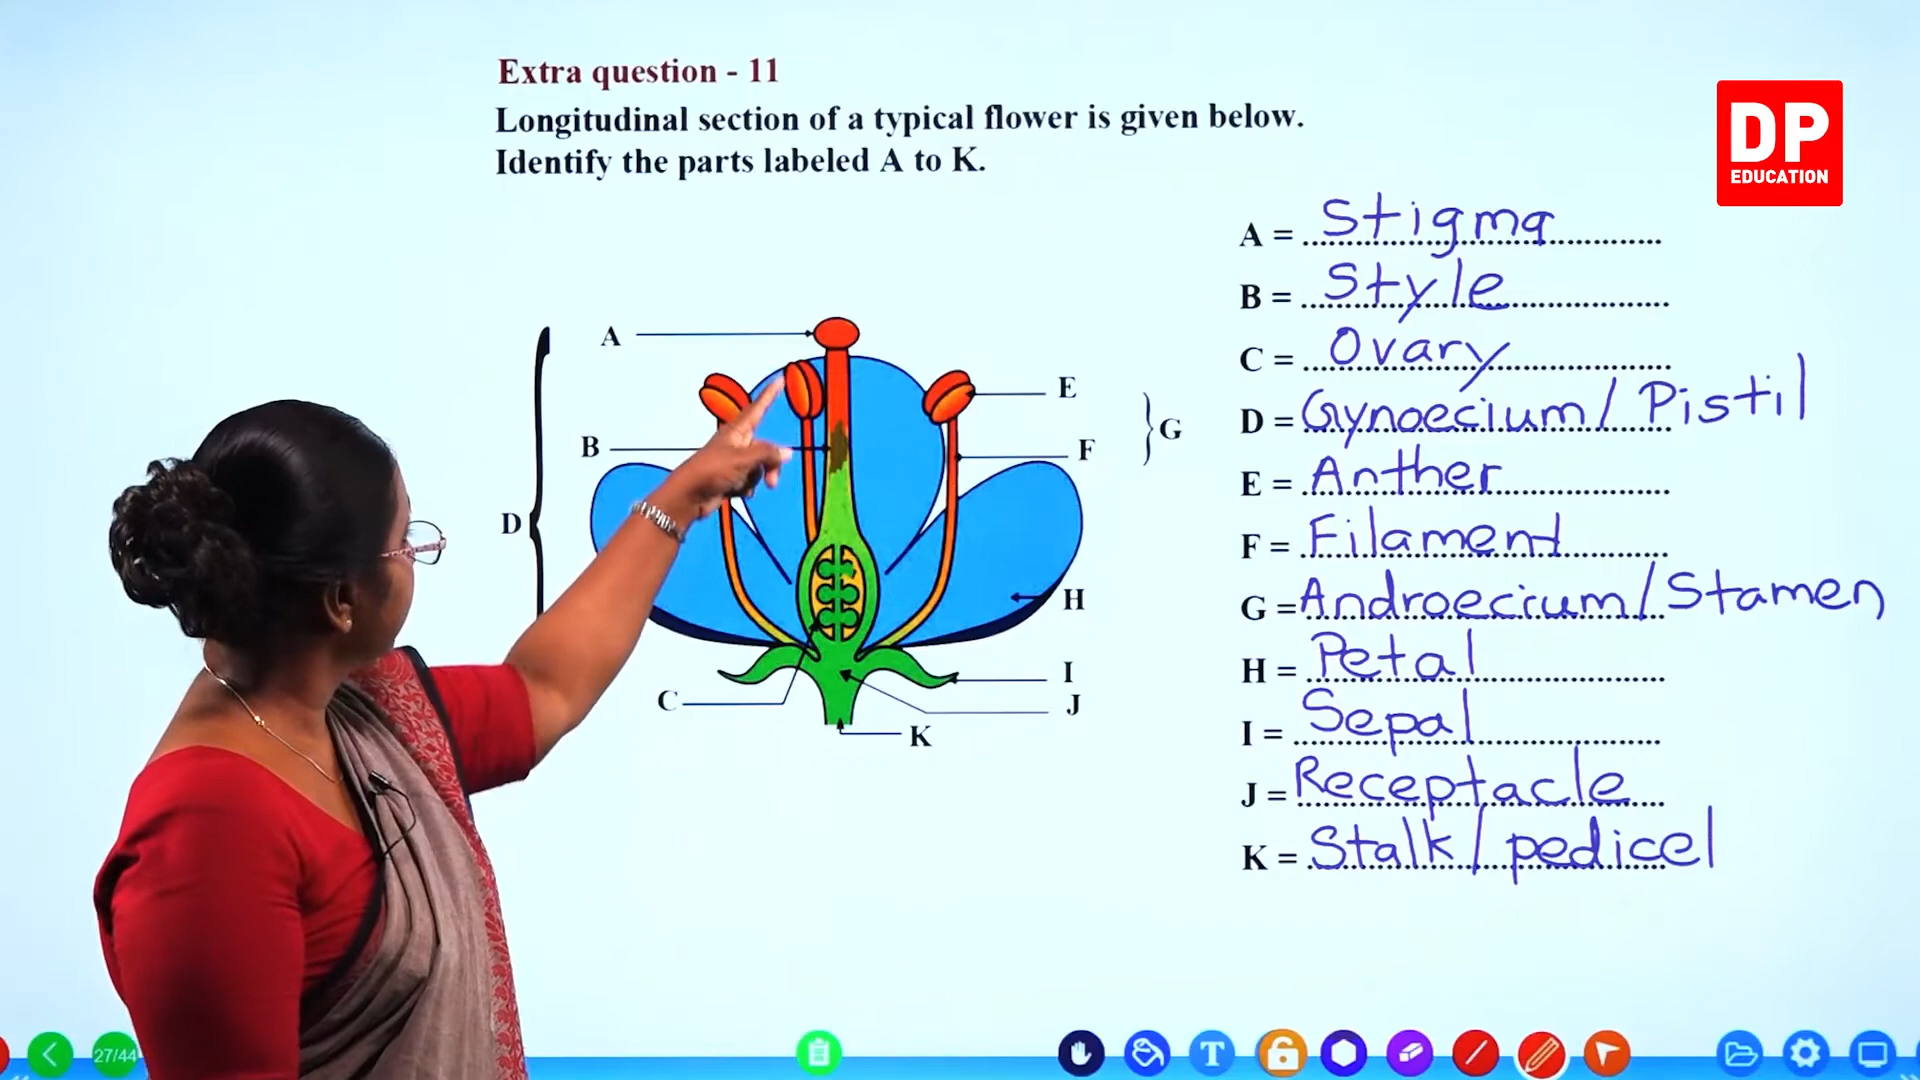 Extra question - 11
Longitudinal section of a typical flower is given below.
Identify the parts labeled A to K.
DP
EDUCATION
A = Stigma
B = Style
C = Ovary
D = Gynoecium / Pistil
E = Anther
F = Filament
G = Androecium / Stamen
H = Petal
I = Sepal
J = Receptacle
K = Stalk / pedicel
A
E
B
F
G
D
H
I
C
J
K
27/44
T